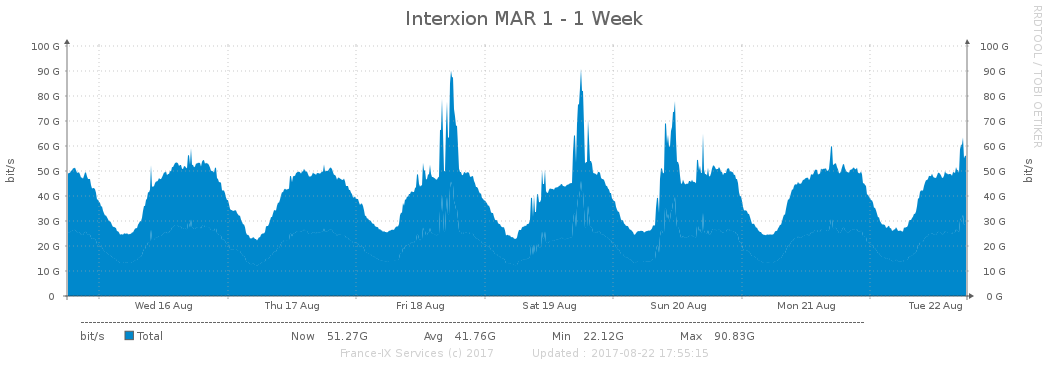 Interxion MAR 1 - 1 Week
RRDTOOL / TOBI OETIKER
100 G 100 G
90 G 90 G
80 G 80 G
70 G 70 G
60 G 60 G
50 G 50 G
40 G 40 G
30 G 30 G
20 G 20 G
10 G 10 G
0 0 G
bit/s
bit/s
Wed 16 Aug Thu 17 Aug Fri 18 Aug Sat 19 Aug Sun 20 Aug Mon 21 Aug Tue 22 Aug
bit/s Total Now 51.27G Avg 41.76G Min 22.12G Max 90.83G
France-IX Services (c) 2017 Updated : 2017-08-22 17:55:15